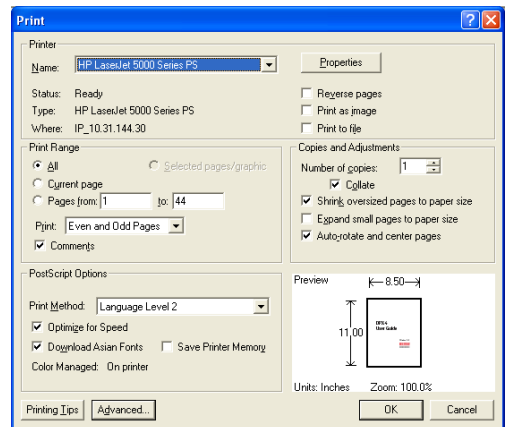 Print
Printer
Name: HP LaserJet 5000 Series PS
Properties
Status: Ready
Reverse pages
Type: HP LaserJet 5000 Series PS
Print as image
Where: IP_10.31.144.30
Print to file
Print Range
All
Selected pages/graphic
Current page
Pages from: 1 to: 44
Print: Even and Odd Pages
Comments
Copies and Adjustments
Number of copies: 1
Collate
Shrink oversized pages to paper size
Expand small pages to paper size
Auto-rotate and center pages
PostScript Options
Print Method: Language Level 2
Optimize for Speed
Download Asian Fonts
Save Printer Memory
Color Managed: On printer
Preview
8.50
11.00
User Guide
Units: Inches Zoom: 100.0%
Printing Tips
Advanced...
OK
Cancel